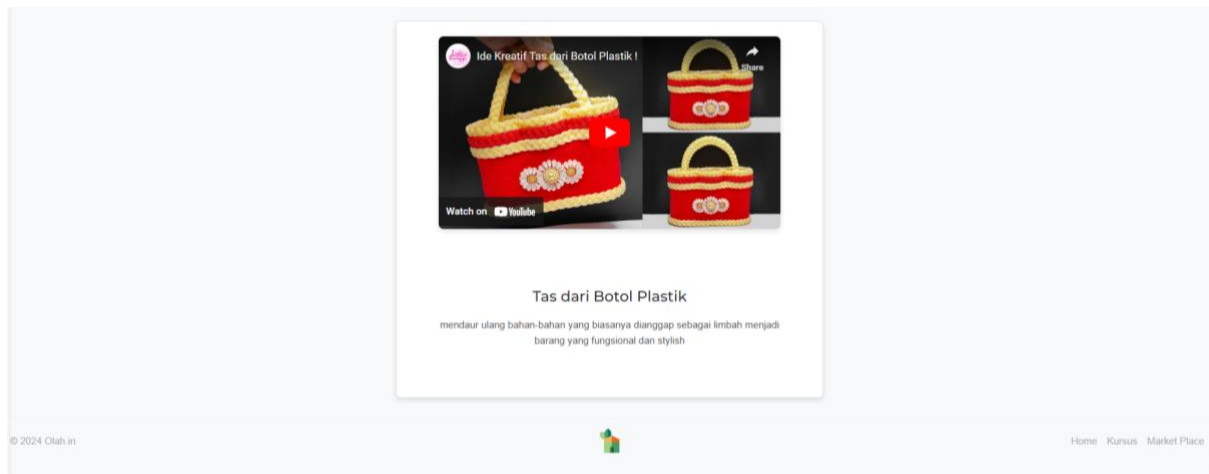 Ide Kreatif Tas dari Botol Plastik !
Share
Watch on YouTube
Tas dari Botol Plastik
mendaur ulang bahan-bahan yang biasanya dianggap sebagai limbah menjadi
barang yang fungsional dan stylish
© 2024 Olah.in
Home Kursus Market Place